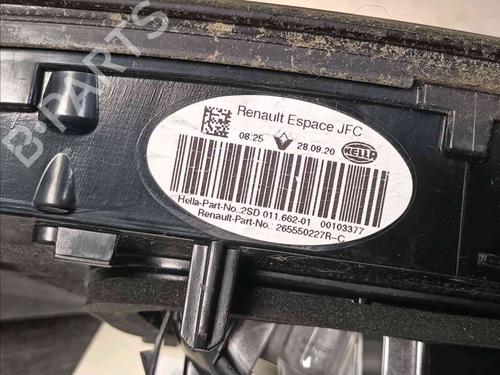 Renault Espace JFC
08:25 28.09.20 HELLA
Hella-Part-No.:2SD 011.662-01 00103377
Renault-Part-No.: 265550227R-C
B-PARTS